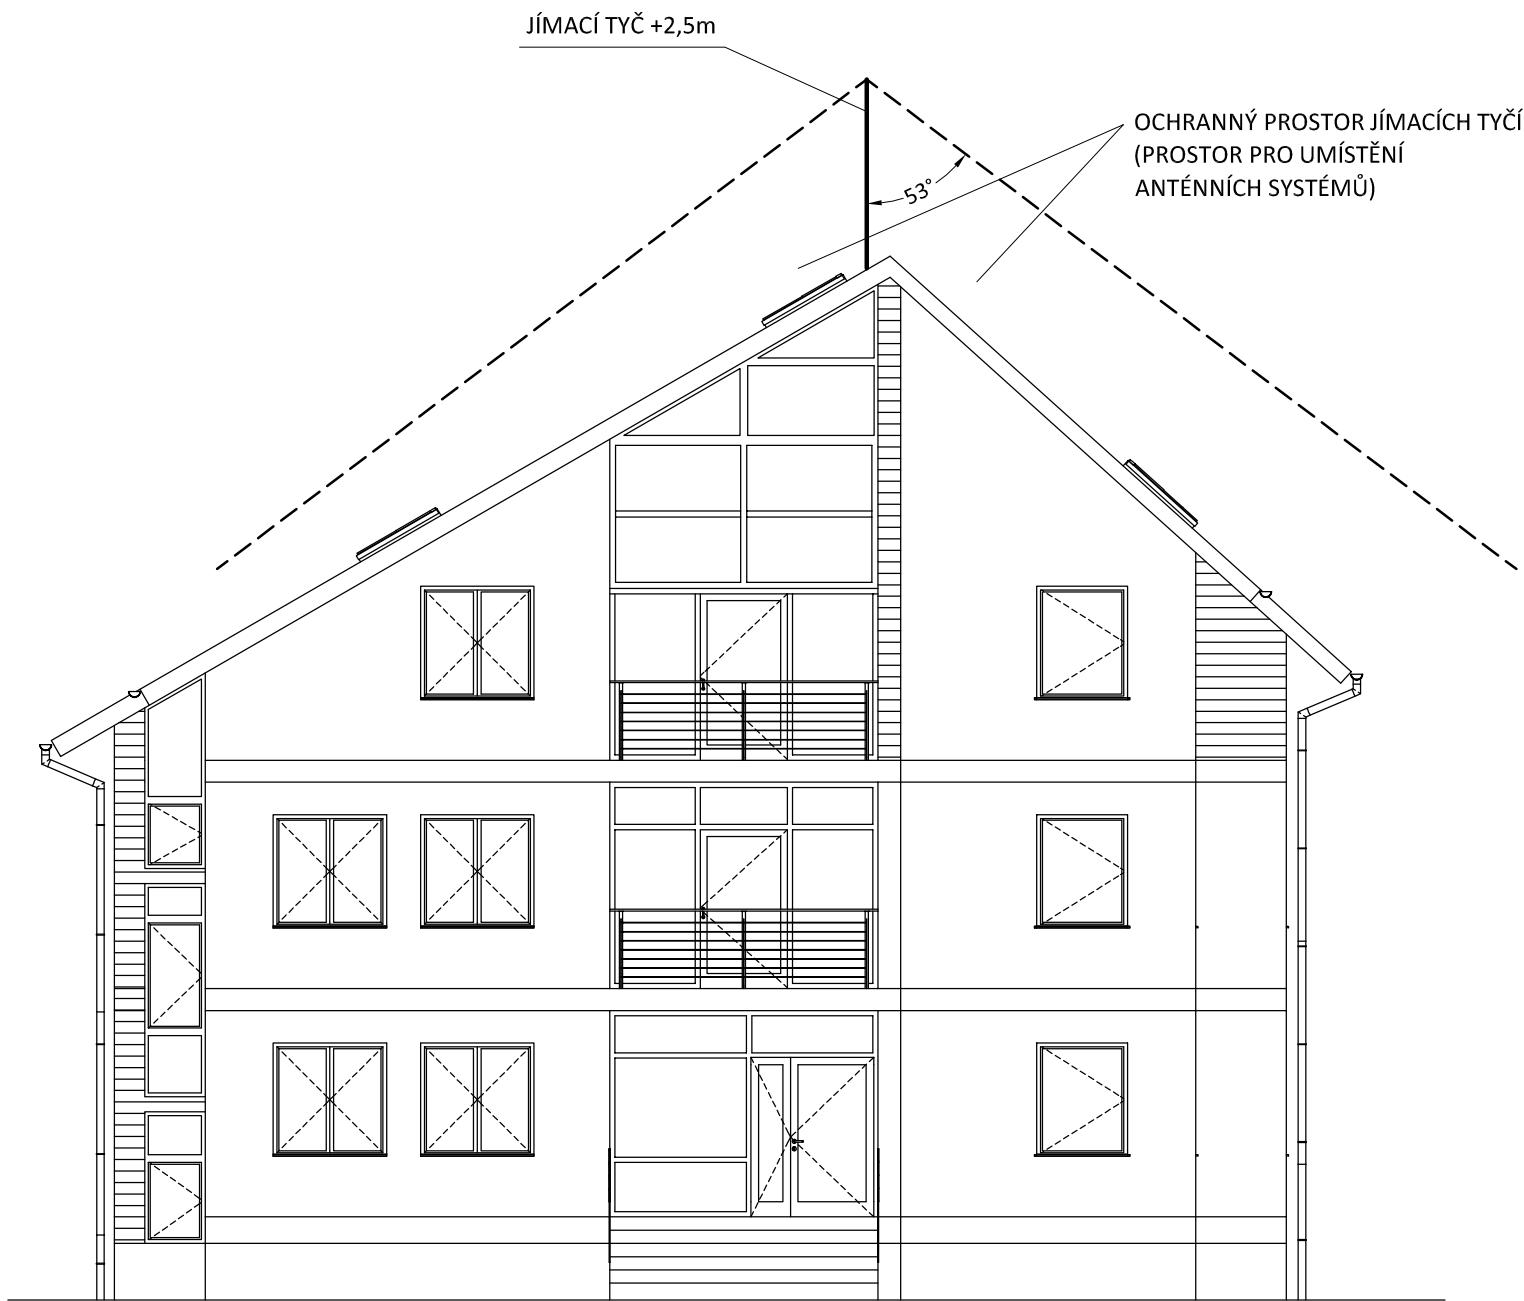 JÍMACÍ TYČ +2,5m
OCHRANNÝ PROSTOR JÍMACÍCH TYČÍ
(PROSTOR PRO UMÍSTĚNÍ
ANTÉNNÍCH SYSTÉMŮ)
53°